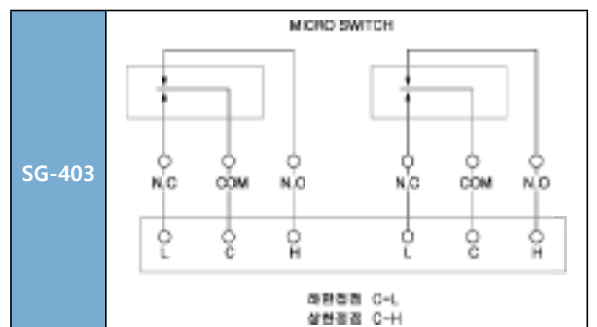 MICRO SWITCH
SG-403
N.C COM N.O N.C COM N.O
L C H L C H
하한접점 C-L
상한접점 C-H